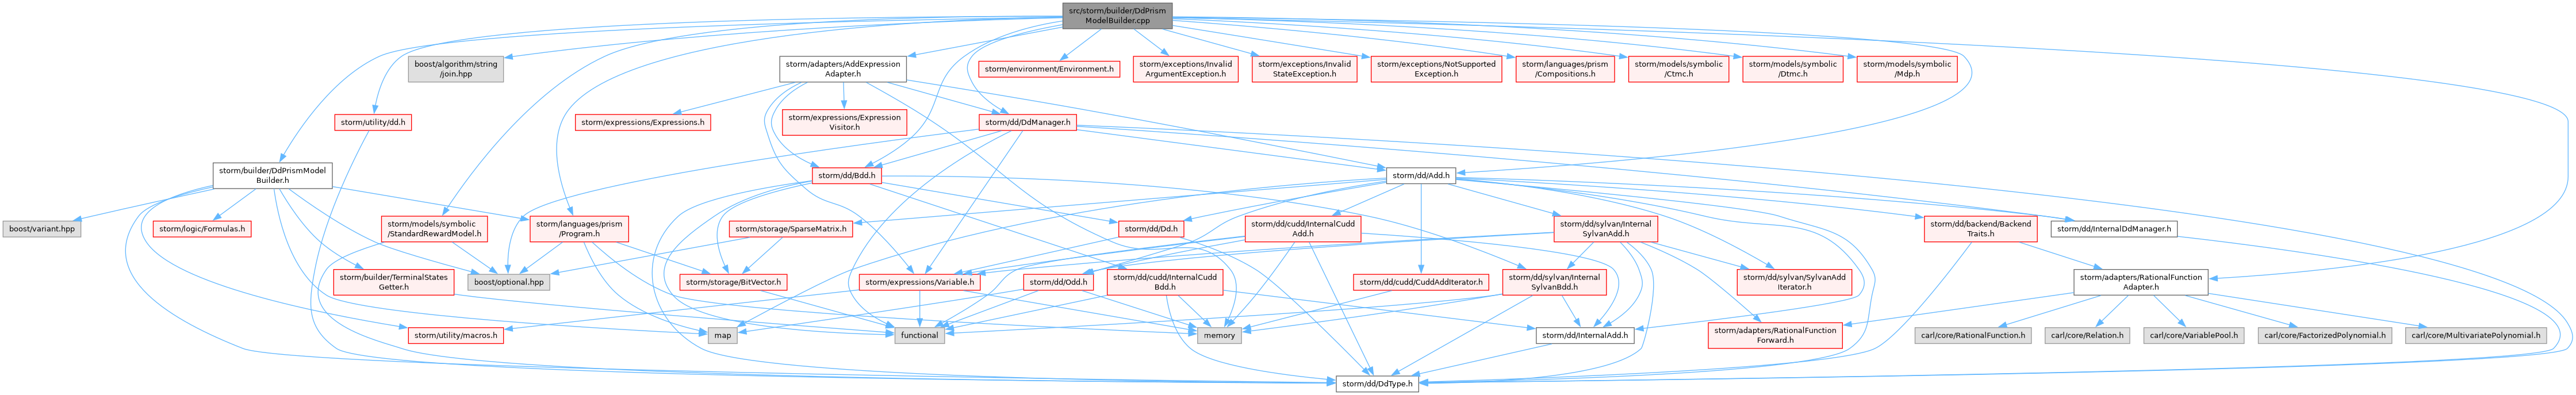 src/storm/builder/DdPrism
ModelBuilder.cpp
boost/algorithm/string
/join.hpp
storm/adapters/AddExpression
Adapter.h
storm/environment/Environment.h
storm/exceptions/Invalid
ArgumentException.h
storm/exceptions/Invalid
StateException.h
storm/exceptions/NotSupported
Exception.h
storm/languages/prism
/Compositions.h
storm/models/symbolic
/Ctmc.h
storm/models/symbolic
/Dtmc.h
storm/models/symbolic
/Mdp.h
storm/utility/dd.h
storm/expressions/Expressions.h
storm/expressions/Expression
Visitor.h
storm/dd/DdManager.h
storm/builder/DdPrismModel
Builder.h
storm/dd/Bdd.h
storm/dd/Add.h
boost/variant.hpp
storm/logic/Formulas.h
storm/models/symbolic
/StandardRewardModel.h
storm/languages/prism
/Program.h
storm/storage/SparseMatrix.h
storm/dd/Dd.h
storm/dd/cudd/InternalCudd
Add.h
storm/dd/sylvan/Internal
SylvanAdd.h
storm/dd/backend/Backend
Traits.h
storm/dd/InternalDdManager.h
storm/builder/TerminalStates
Getter.h
boost/optional.hpp
storm/storage/BitVector.h
storm/expressions/Variable.h
storm/dd/Odd.h
storm/dd/cudd/InternalCudd
Bdd.h
storm/dd/cudd/CuddAddIterator.h
storm/dd/sylvan/Internal
SylvanBdd.h
storm/dd/sylvan/SylvanAdd
Iterator.h
storm/adapters/RationalFunction
Adapter.h
storm/utility/macros.h
map
functional
memory
storm/dd/InternalAdd.h
storm/adapters/RationalFunction
Forward.h
carl/core/RationalFunction.h
carl/core/Relation.h
carl/core/VariablePool.h
carl/core/FactorizedPolynomial.h
carl/core/MultivariatePolynomial.h
storm/dd/DdType.h